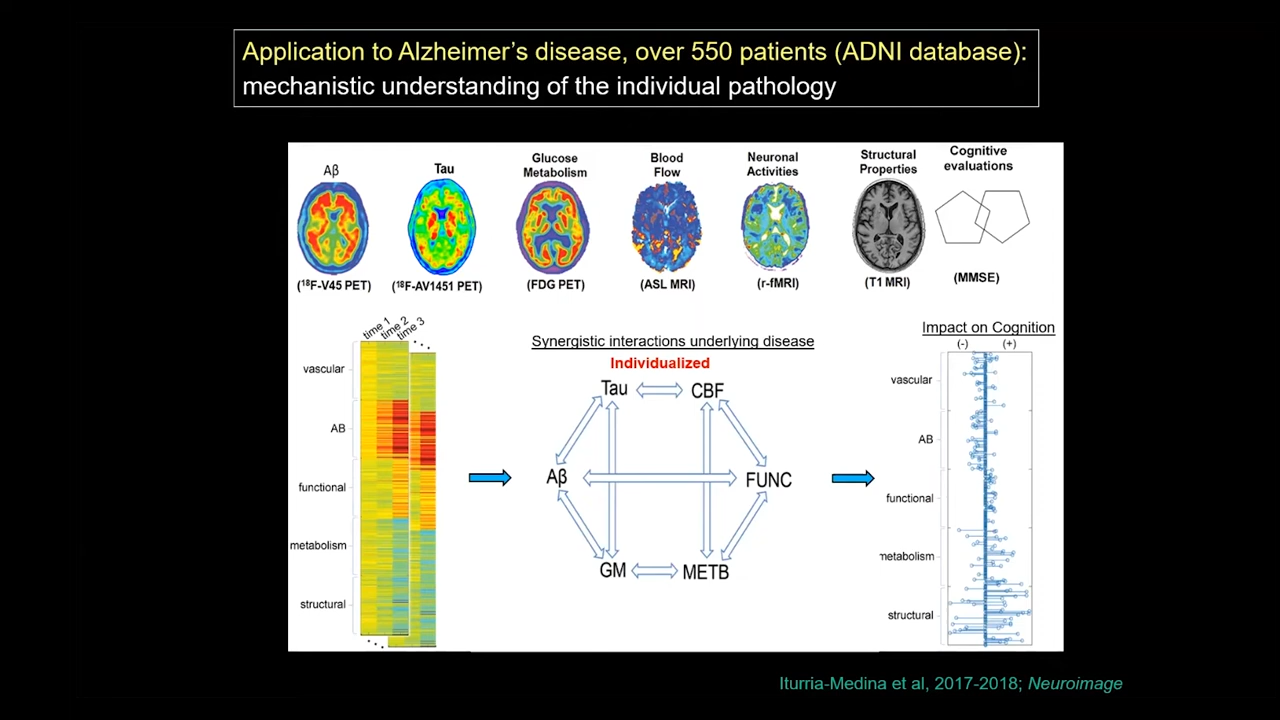 Application to Alzheimer's disease, over 550 patients (ADNI database):
mechanistic understanding of the individual pathology
Aβ
Tau
Glucose
Metabolism
Blood
Flow
Neuronal
Activities
Structural
Properties
Cognitive
evaluations
(18F-V45 PET)
(18F-AV1451 PET)
(FDG PET)
(ASL MRI)
(r-fMRI)
(T1 MRI)
(MMSE)
time 1
time 2
time 3
...
vascular
AB
functional
metabolism
structural
...
Synergistic interactions underlying disease
Individualized
Tau
CBF
Aβ
FUNC
GM
METB
Impact on Cognition
(-)
(+)
vascular
AB
functional
metabolism
structural
Iturria-Medina et al, 2017-2018; Neuroimage